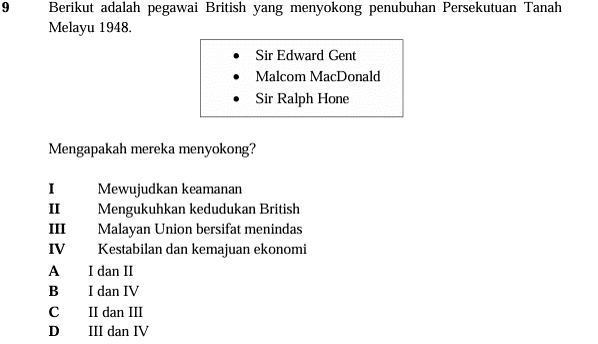 9 Berikut adalah pegawai British yang menyokong penubuhan Persekutuan Tanah
Melayu 1948.
• Sir Edward Gent
• Malcom MacDonald
• Sir Ralph Hone
Mengapakah mereka menyokong?
I Mewujudkan keamanan
II Mengukuhkan kedudukan British
III Malayan Union bersifat menindas
IV Kestabilan dan kemajuan ekonomi
A I dan II
B I dan IV
C II dan III
D III dan IV